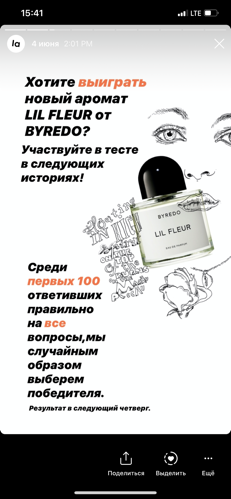 15:41
LTE
la
4 июня 2:01 PM
Хотите выиграть
новый аромат
LIL FLEUR от
BYREDO?
Участвуйте в тесте
в следующих
историях!
BYREDO
LIL FLEUR
EAU DE PARFUM
Среди
первых 100
ответивших
правильно
на все
вопросы,мы
случайным
образом
выберем
победителя.
Результат в следующий четверг.
Поделиться
Выделить
Ещё